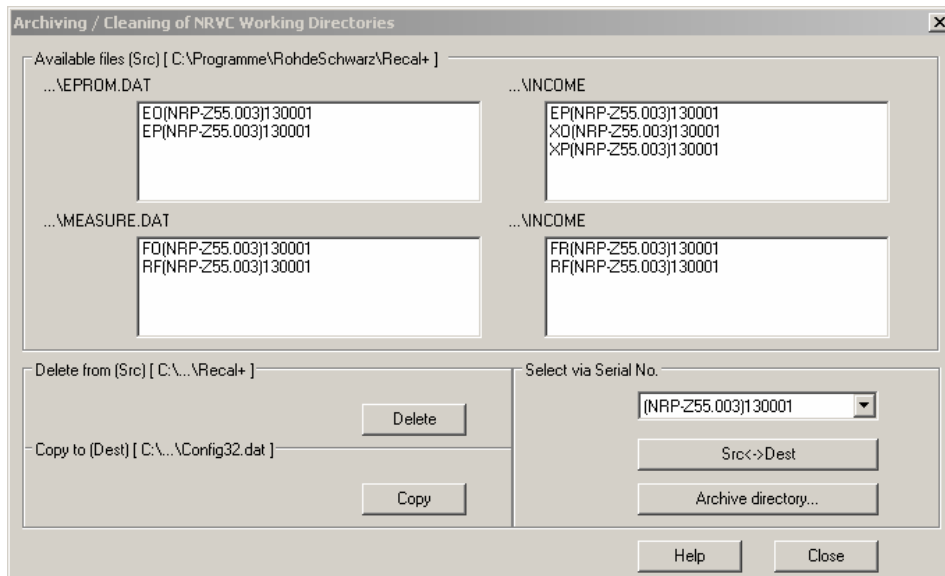 Archiving / Cleaning of NRVC Working Directories
Available files (Src) [ C:\Programme\RohdeSchwarz\Recal+ ]
...\EPROM.DAT
EO(NRP-Z55.003)130001
EP(NRP-Z55.003)130001
...\INCOME
EP(NRP-Z55.003)130001
XO(NRP-Z55.003)130001
XP(NRP-Z55.003)130001
...\MEASURE.DAT
FO(NRP-Z55.003)130001
RF(NRP-Z55.003)130001
...\INCOME
FR(NRP-Z55.003)130001
RF(NRP-Z55.003)130001
Delete from (Src) [ C:\...\Recal+ ]
Delete
Copy to (Dest) [ C:\...\Config32.dat ]
Copy
Select via Serial No.
(NRP-Z55.003)130001
Src<->Dest
Archive directory...
Help
Close